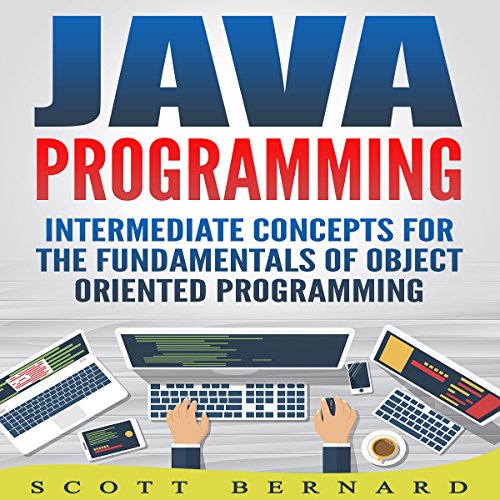 JAVA
PROGRAMMING
INTERMEDIATE CONCEPTS FOR
THE FUNDAMENTALS OF OBJECT
ORIENTED PROGRAMMING
SCOTT BERNARD